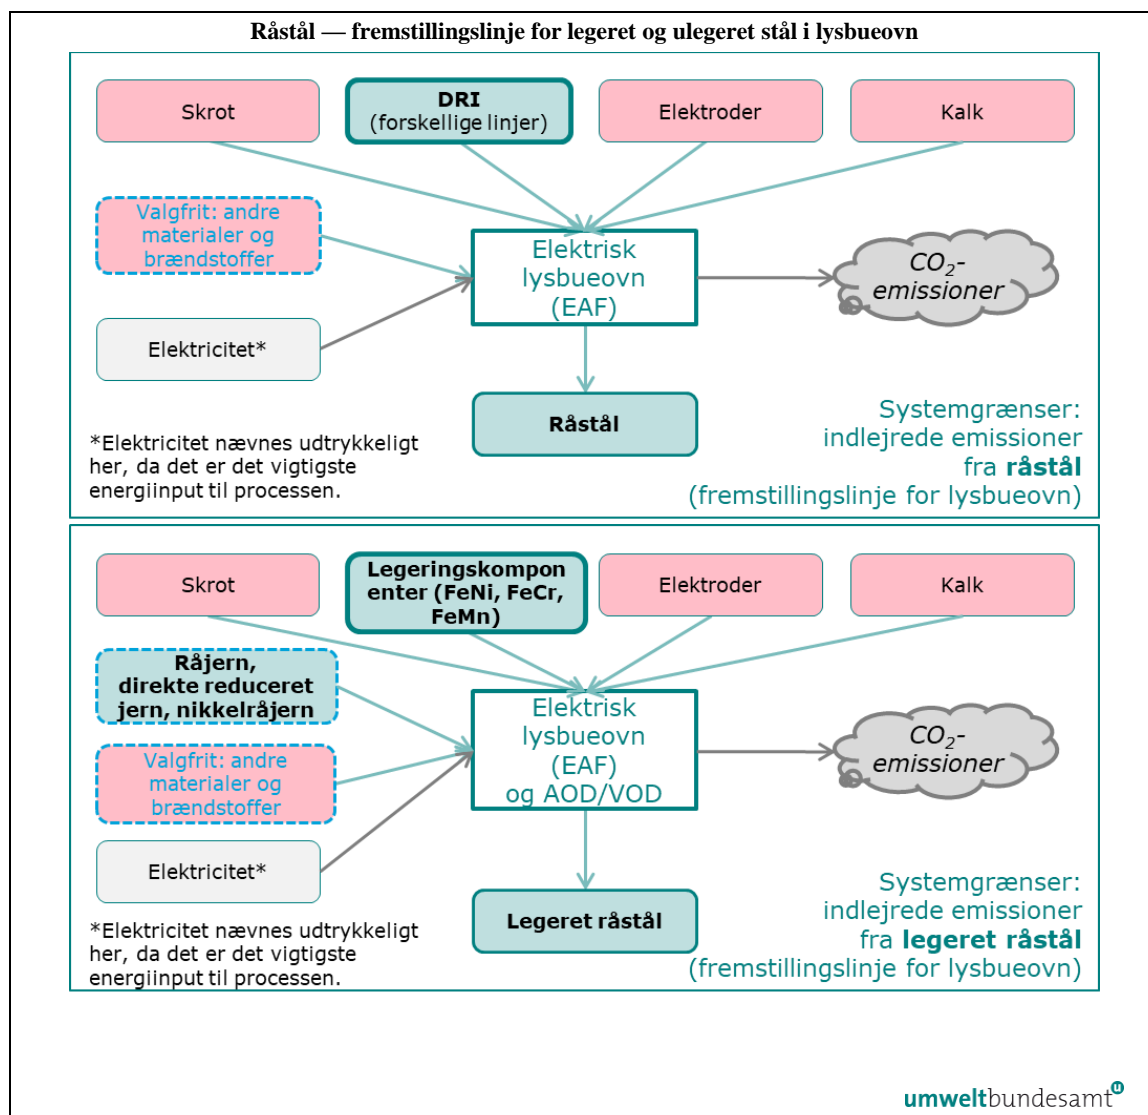 Råstål — fremstillingslinje for legeret og ulegeret stål i lysbueovn
Skrot
DRI
(forskellige linjer)
Elektroder
Kalk
Valgfrit: andre
materialer og
brændstoffer
Elektrisk
lysbueovn
(EAF)
CO₂-
emissioner
Elektricitet*
Råstål
*Elektricitet nævnes udtrykkeligt
her, da det er det vigtigste
energiinput til processen.
Systemgrænser:
indlejrede emissioner
fra råstål
(fremstillingslinje for lysbueovn)
Skrot
Legeringskompon
enter (FeNi, FeCr,
FeMn)
Elektroder
Kalk
Råjern,
direkte reduceret
jern, nikkelråjern
Valgfrit: andre
materialer og
brændstoffer
Elektrisk
lysbueovn
(EAF)
og AOD/VOD
CO₂-
emissioner
Elektricitet*
Legeret råstål
*Elektricitet nævnes udtrykkeligt
her, da det er det vigtigste
energiinput til processen.
Systemgrænser:
indlejrede emissioner
fra legeret råstål
(fremstillingslinje for lysbueovn)
umweltbundesamt u